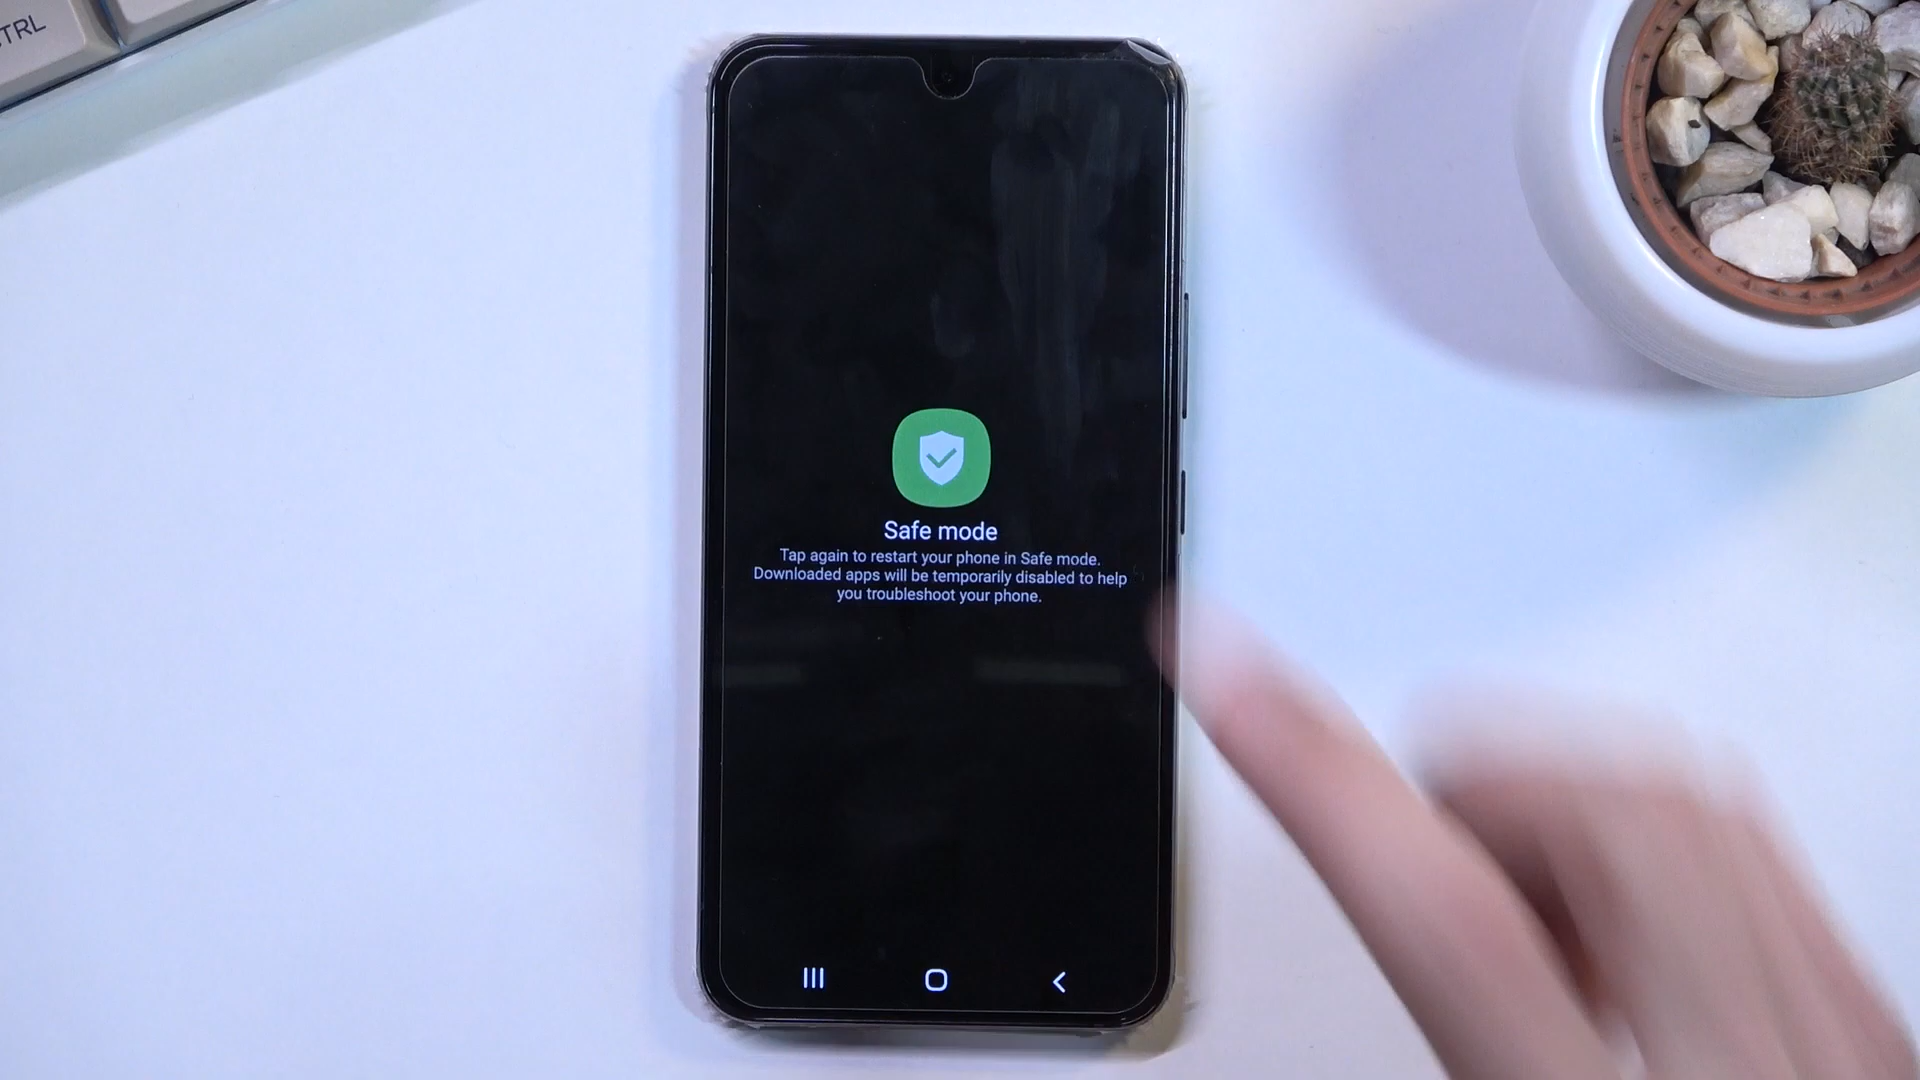 TRL
Safe mode
Tap again to restart your phone in Safe mode.
Downloaded apps will be temporarily disabled to help
you troubleshoot your phone.